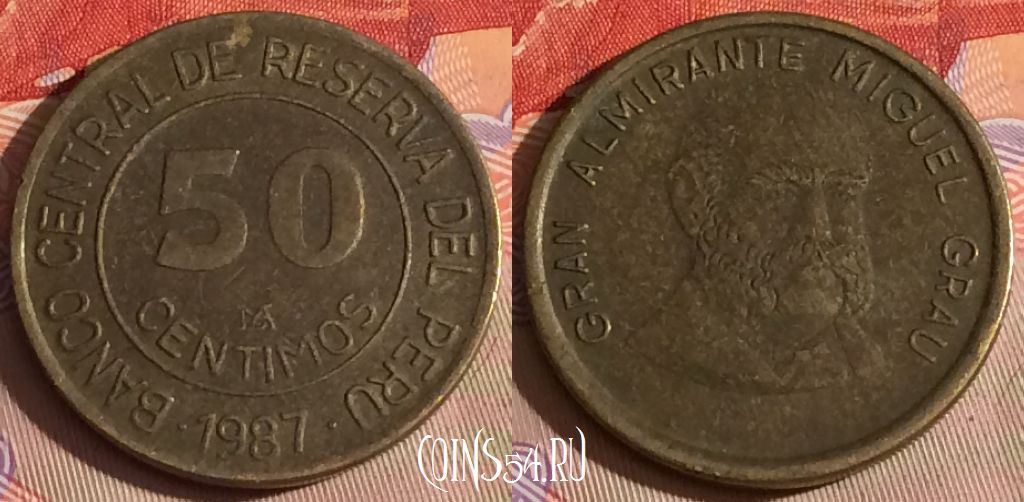 BANCO CENTRAL DE RESERVA DEL PERU
50
CENTIMOS
· 1987 ·
GRAN ALMIRANTE MIGUEL GRAU
COINS54.RU